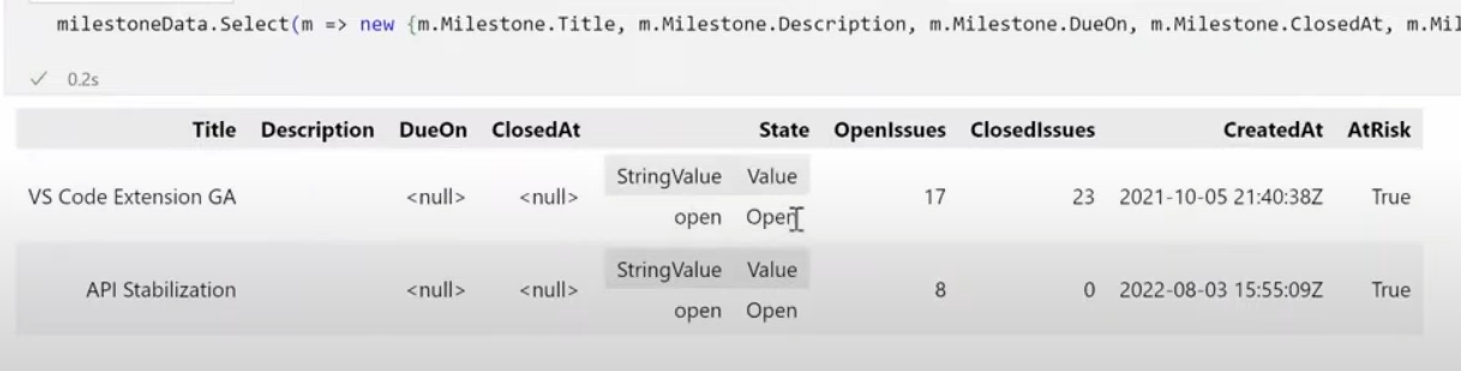 milestoneData.Select(m => new {m.Milestone.Title, m.Milestone.Description, m.Milestone.DueOn, m.Milestone.ClosedAt,
0.2s
Title Description DueOn ClosedAt State OpenIssues ClosedIssues CreatedAt AtRisk
StringValue Value
VS Code Extension GA <null> <null> 17 23 2021-10-05 21:40:38Z True
open Open
StringValue Value
API Stabilization <null> <null> 8 0 2022-08-03 15:55:09Z True
open Open